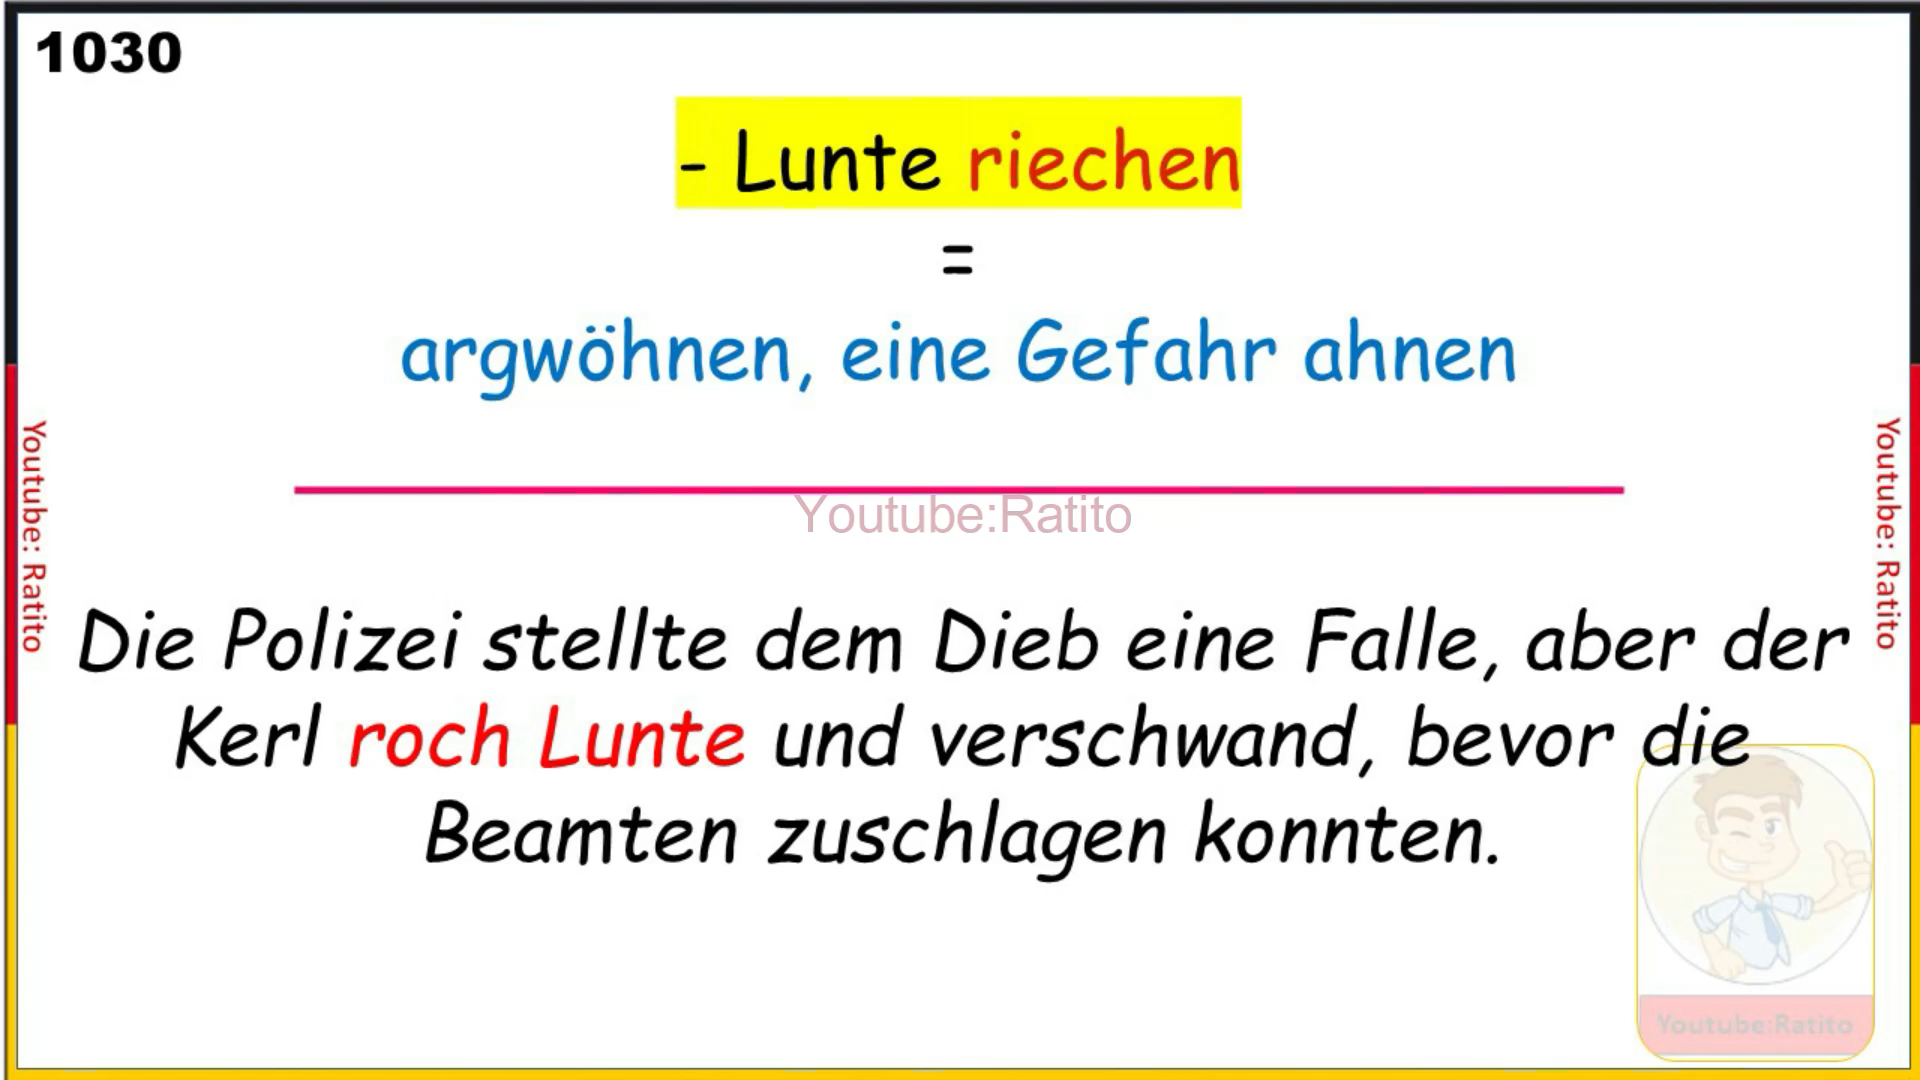 1030
- Lunte riechen
=
argwöhnen, eine Gefahr ahnen
Youtube: Ratito
Youtube: Ratito
Youtube:Ratito
Die Polizei stellte dem Dieb eine Falle, aber der
Kerl roch Lunte und verschwand, bevor die
Beamten zuschlagen konnten.
Youtube:Ratito